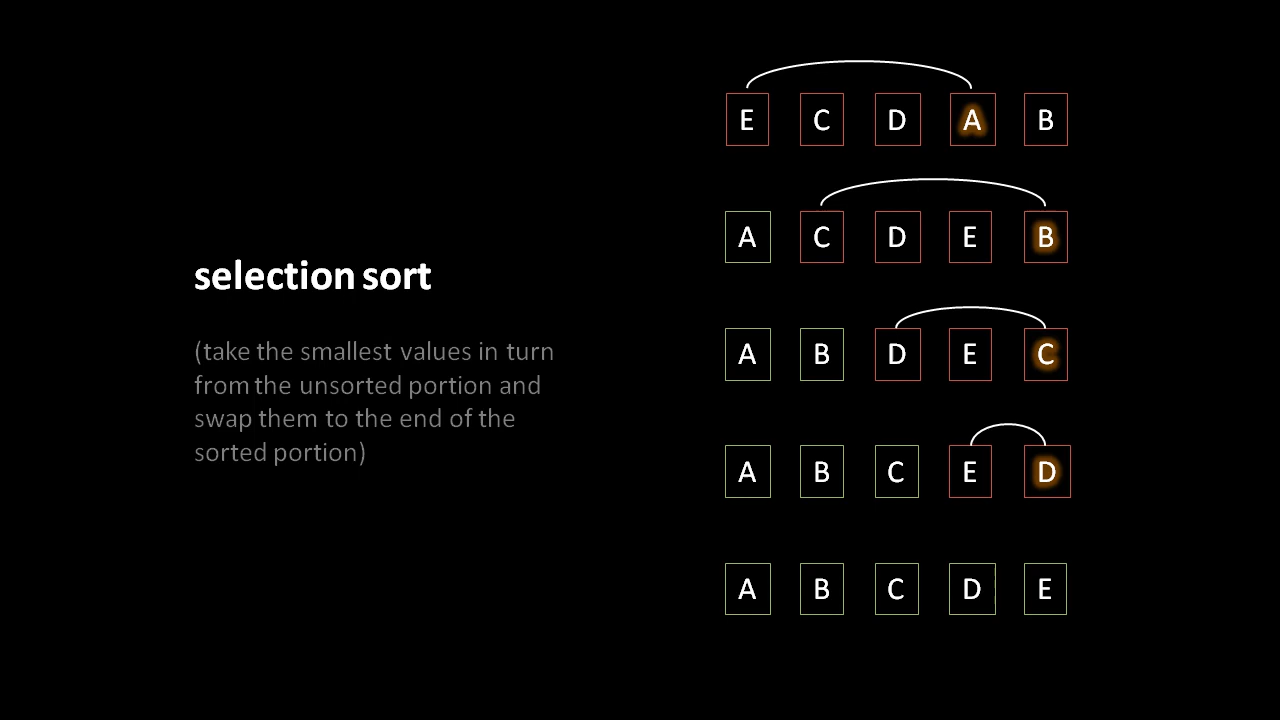 E C D A B
A C D E B
selection sort
A B D E C
(take the smallest values in turn
from the unsorted portion and
swap them to the end of the
sorted portion)
A B C E D
A B C D E